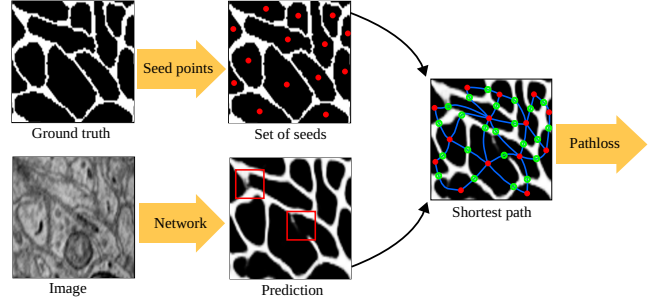 Seed points
Ground truth
Set of seeds
Pathloss
Shortest path
Network
Image
Prediction